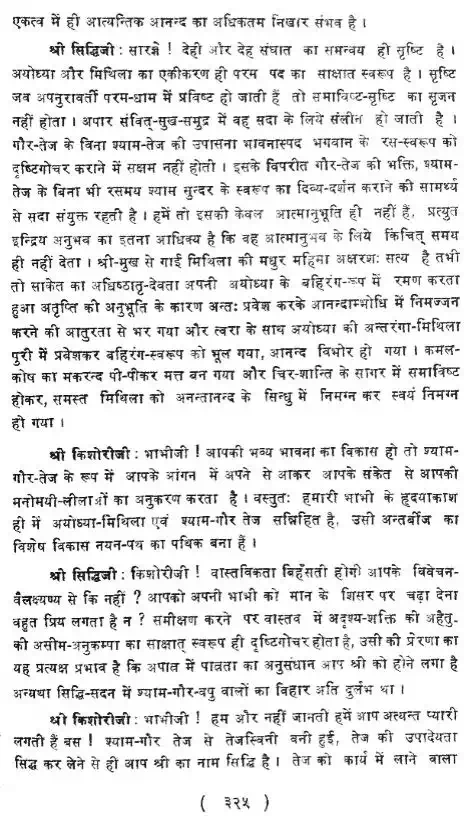 एकत्व में ही आत्यन्तिक आनन्द का अधिकतम निखार संभव है ।
श्री सिद्धिजी : सारज्ञे ! देही और देह संघात का समन्वय ही सृष्टि है ।
अयोध्या और मिथिला का एकीकरण ही परम पद का साक्षात स्वरूप है । सृष्टि
जब अपनुरावर्ती परम-धाम में प्रविष्ट हो जाती हैं तो समाविष्ट-सृष्टि का सृजन
नहीं होता । अपार संवित्-सुख-समुद्र में वह सदा के लिये संलीन हो जाती है ।
गौर-तेज के विना श्याम-तेज की उपासना भावनास्पद भगवान के रस-स्वरूप को
दृष्टिगोचर कराने में सक्षम नहीं होती । इसके विपरीत गौर-तेज की भक्ति, श्याम-
तेज के बिना भी रसमय श्याम सुन्दर के स्वरूप का दिव्य-दर्शन कराने की सामर्थ्य
से सदा संयुक्त रहती है । हमें तो इसकी केवल आत्मानुभूति ही नहीं हैं, प्रत्युत
इन्द्रिय अनुभव का इतना आधिक्य है कि वह आत्मानुभव के लिये किंचित् समय
ही नहीं देता । श्री-मुख से गाई मिथिला की मधुर महिमा अक्षरशः सत्य है तभी
तो साकेत का अधिष्ठातृ-देवता अपनी अयोध्या के बहिरंग-रूप में रमण करता
हुआ अतृप्ति की अनुभूति के कारण अन्तः प्रवेश करके आनन्दाम्भोधि में निमज्जन
करने की आतुरता से भर गया और त्वरा के साथ अयोध्या की अन्तरंगा-मिथिला
पुरी में प्रवेशकर बहिरंग-स्वरूप को भूल गया, आनन्द विभोर हो गया । कमल-
कोष का मकरन्द पी-पीकर मत्त बन गया और चिर-शान्ति के सागर में समाविष्ट
होकर, समस्त मिथिला को अनन्तानन्द के सिन्धु में निमग्न कर स्वयं निमग्न
हो गया ।
श्री किशोरीजी : भाभीजी ! आपकी भव्य भावना का विकास हो तो श्याम-
गौर-तेज के रूप में आपके आंगन में अपने से आकर आपके संकेत से आपकी
मनोमयी-लीलाओं का अनुकरण करता है । वस्तुतः हमारी भाभी के हृदयाकाश
ही में अयोध्या-मिथिला एवं श्याम-गौर तेज सन्निहित है, उसी अन्तर्बीज का
विशेष विकास नयन-पथ का पथिक बना हैं ।
श्री सिद्धिजी : किशोरीजी ! वास्तविकता बिहँसती होगी आपके विवेचन-
वैलक्ष्यण्य से कि नहीं ? आपको अपनी भाभी को मान के शिखर पर चढ़ा देना
बहुत प्रिय लगता है न ? समीक्षण करने पर वास्तव में अदृश्य-शक्ति की अहैतु-
की असीम-अनुकम्पा का साक्षात् स्वरूप ही दृष्टिगोचर होता है, उसी की प्रेरणा का
यह प्रत्यक्ष प्रभाव है कि अपात्र में पात्रता का अनुसंधान आप श्री को होने लगा है
अन्यथा सिद्धि-सदन में श्याम-गौर-वपु वालों का विहार अति दुर्लभ था ।
श्री किशोरीजी : भाभीजी ! हम और नहीं जानती हमें आप अत्यन्त प्यारी
लगती हैं बस ! श्याम-गौर तेज से तेजस्विनी बनी हुई, तेज की उपादेयता
सिद्ध कर लेने से ही आप श्री का नाम सिद्धि है । तेज को कार्य में लाने वाला
( ३२५ )